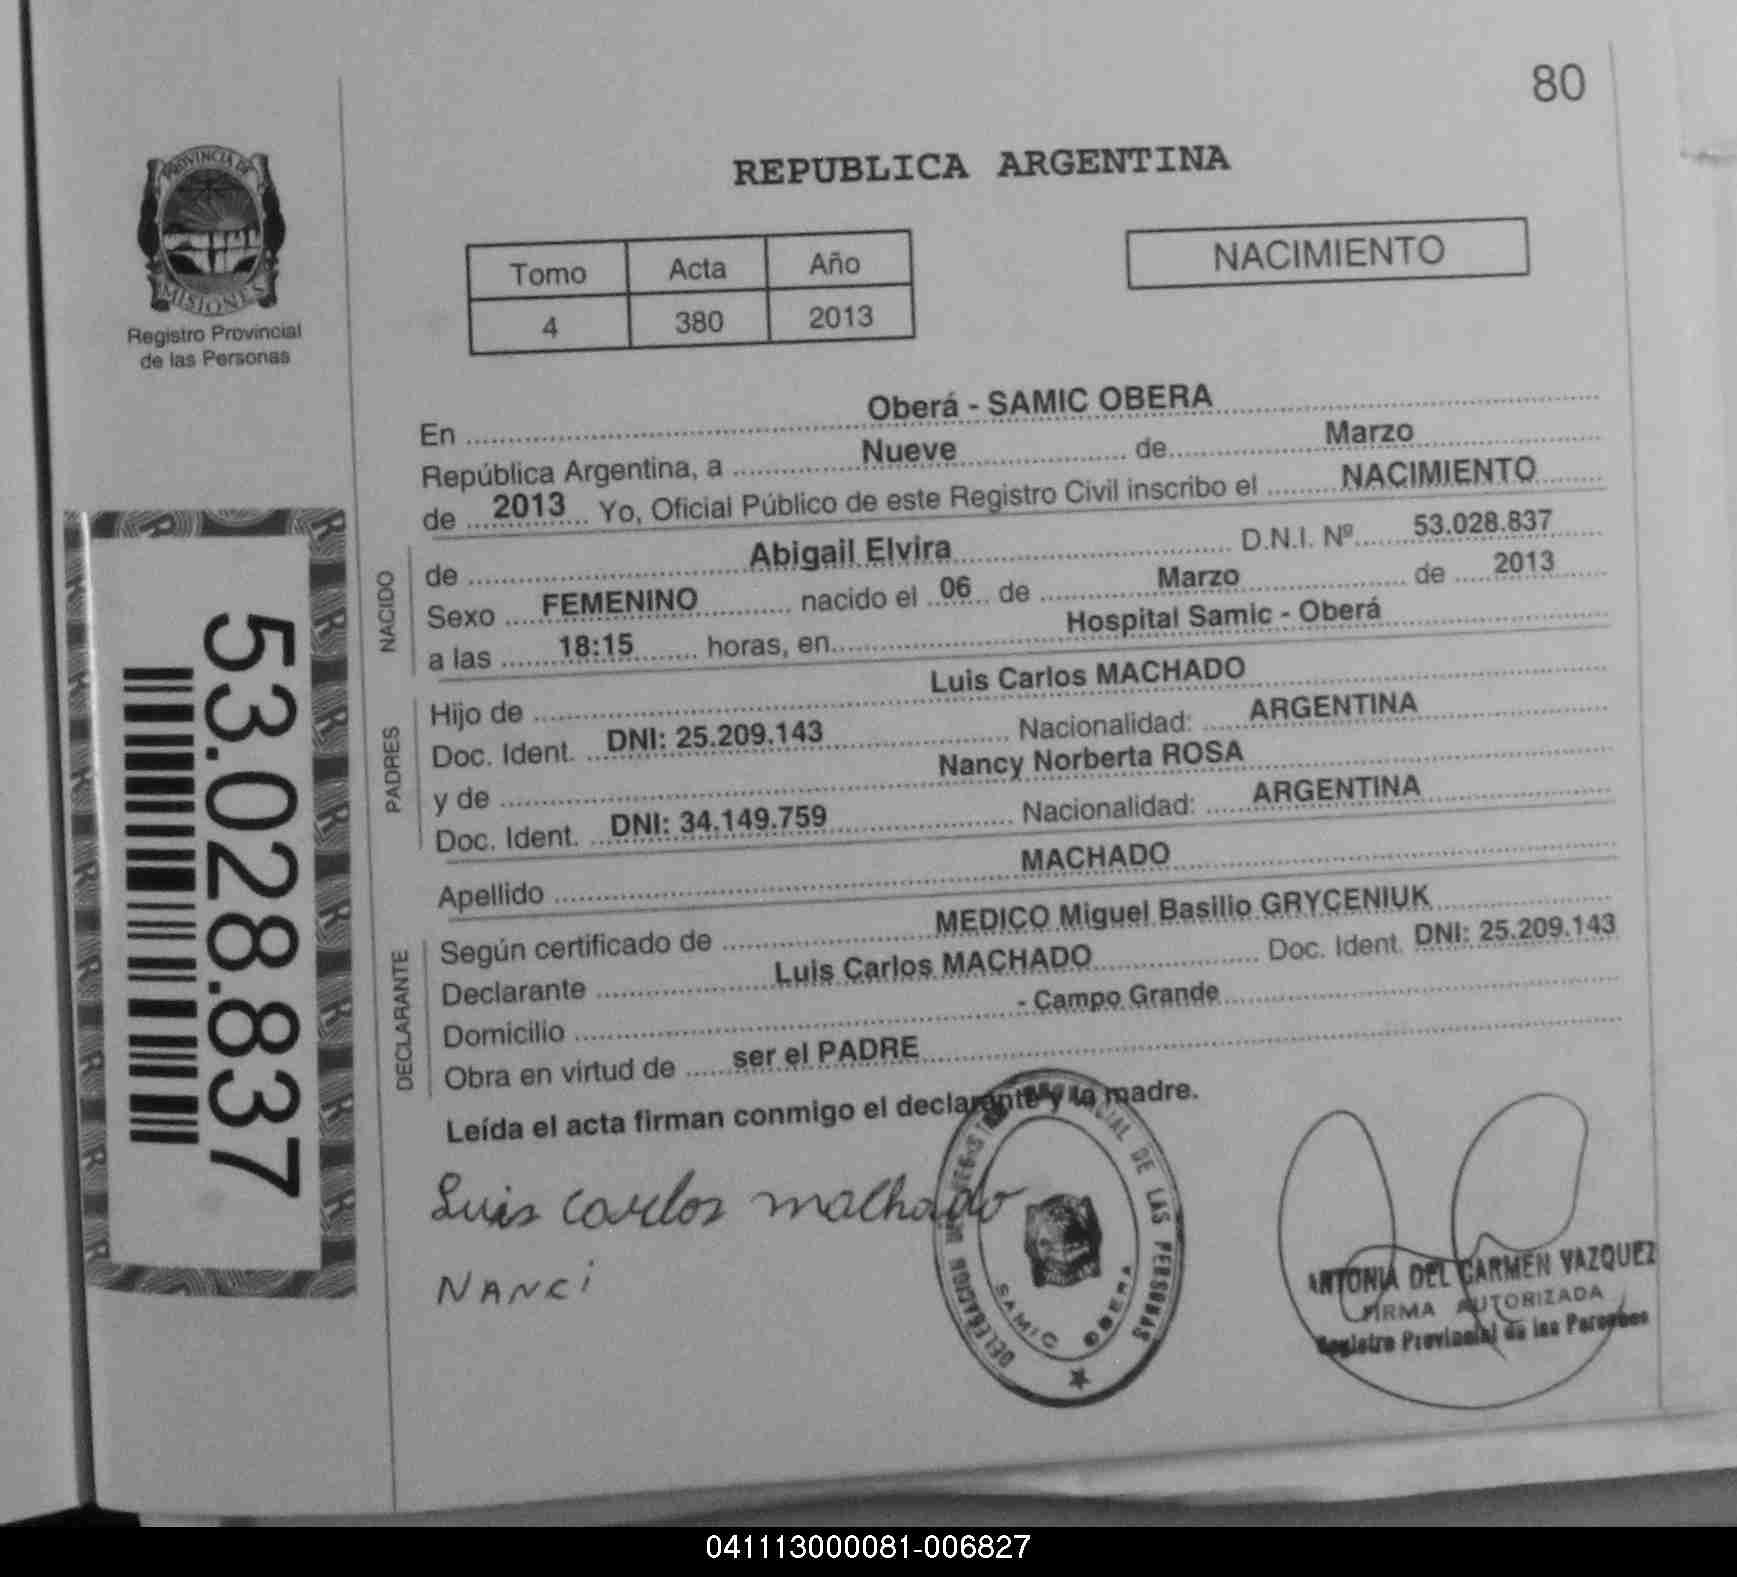 80
PROVINCIA DE
MISIONES
Registro Provincial
de las Personas
REPUBLICA ARGENTINA
Tomo Acta Año
4 380 2013
NACIMIENTO
En Oberá - SAMIC OBERA
República Argentina, a Nueve de Marzo
de 2013 Yo, Oficial Público de este Registro Civil inscribo el NACIMIENTO
NACIDO
de Abigail Elvira D.N.I. Nº 53.028.837
Sexo FEMENINO nacido el 06 de Marzo de 2013
a las 18:15 horas, en Hospital Samic - Oberá
PADRES
Hijo de Luis Carlos MACHADO
Doc. Ident. DNI: 25.209.143 Nacionalidad: ARGENTINA
y de Nancy Norberta ROSA
Doc. Ident. DNI: 34.149.759 Nacionalidad: ARGENTINA
Apellido MACHADO
DECLARANTE
Según certificado de MEDICO Miguel Basilio GRYCENIUK
Declarante Luis Carlos MACHADO Doc. Ident. DNI: 25.209.143
Domicilio - Campo Grande
Obra en virtud de ser el PADRE
Leída el acta firman conmigo el declarante y la madre.
Luis carlos malhado
NANCi
DE LAS PERSONAS
SAMIC OBERA
ANTONIA DEL CARMEN VAZQUEZ
FIRMA AUTORIZADA
Registro Provincial de las Personas
53.028.837
041113000081-006827